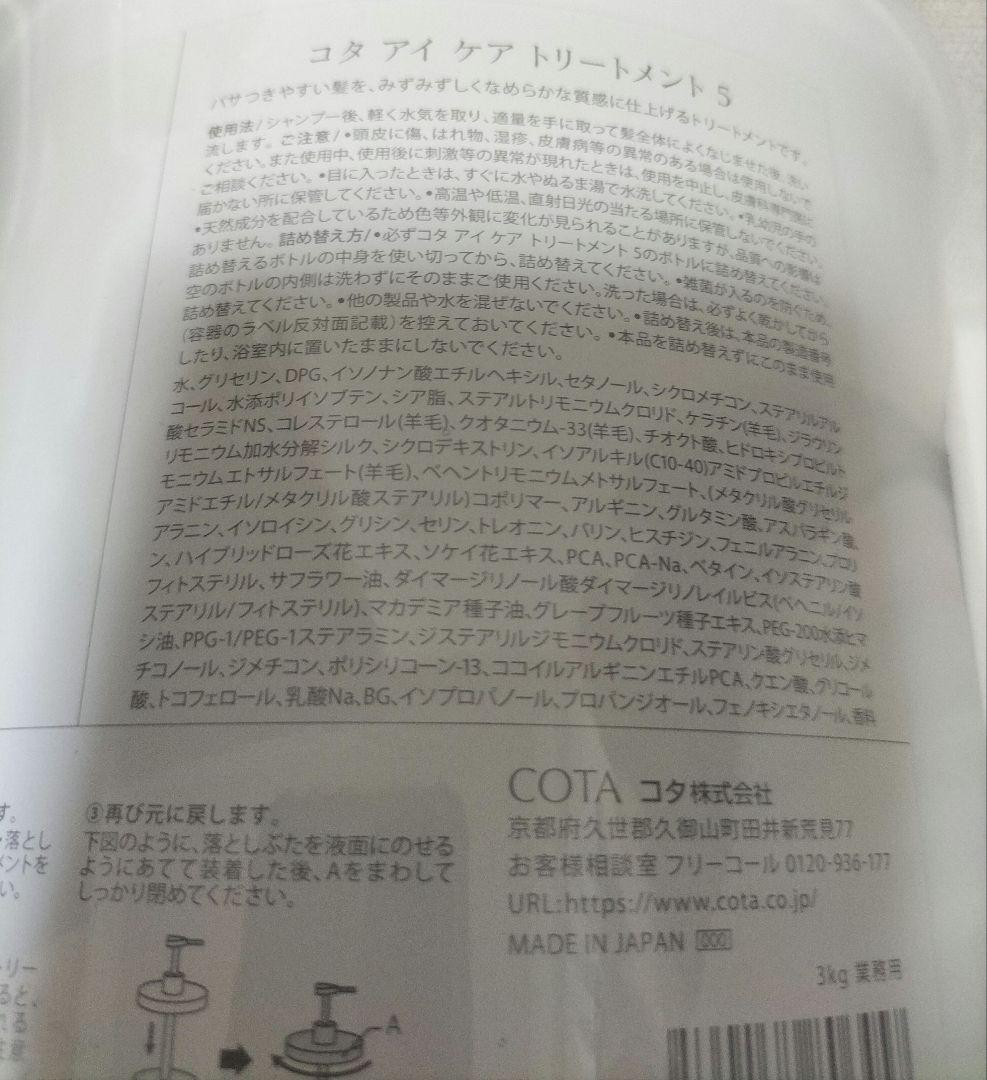 コタ アイ ケア トリートメント 5
パサつきやすい髪を、みずみずしくなめらかな質感に仕上げるトリートメントです。
使用法/シャンプー後、軽く水気を取り、適量を手に取って髪全体によくなじませた後、洗い
流します。ご注意/•頭皮に傷、はれ物、湿疹、皮膚病等の異常のある場合は使用しないで
ください。また使用中、使用後に刺激等の異常が現れたときは、使用を中止し、皮膚科専門医に
ご相談ください。•目に入ったときは、すぐに水やぬるま湯で水洗してください。•乳幼児の手の
届かない所に保管してください。•高温や低温、直射日光の当たる場所に保管しないでください。
•天然成分を配合しているため色等外観に変化が見られることがありますが、品質への影響は
ありません。詰め替え方/•必ずコタ アイ ケア トリートメント 5のボトルに詰め替えてください。
詰め替えるボトルの中身を使い切ってから、詰め替えてください。•雑菌が入るのを防ぐため、
空のボトルの内側は洗わずにそのままご使用ください。洗った場合は、必ずよく乾かしてから
詰め替えてください。•他の製品や水を混ぜないでください。•詰め替え後は、本品の製造番号
(容器のラベル反対面記載)を控えておいてください。•本品を詰め替えずにこのまま使用
したり、浴室内に置いたままにしないでください。
水、グリセリン、DPG、イソノナン酸エチルヘキシル、セタノール、シクロメチコン、ステアリルアル
コール、水添ポリイソブテン、シア脂、ステアルトリモニウムクロリド、ケラチン(羊毛)、ジラウリン
酸セラミドNS、コレステロール(羊毛)、クオタニウム-33(羊毛)、チオクト酸、ヒドロキシプロピルト
リモニウム加水分解シルク、シクロデキストリン、イソアルキル(C10-40)アミドプロピルエチルジ
モニウムエトサルフェート(羊毛)、ベヘントリモニウムメトサルフェート、(メタクリル酸グリセリル
アミドエチル/メタクリル酸ステアリル)コポリマー、アルギニン、グルタミン酸、アスパラギン酸、
アラニン、イソロイシン、グリシン、セリン、トレオニン、バリン、ヒスチジン、フェニルアラニン、プロリ
ン、ハイブリッドローズ花エキス、ソケイ花エキス、PCA、PCA-Na、ベタイン、イソステアリン酸
フィトステリル、サフラワー油、ダイマージリノール酸ダイマージリノレイルビス(ベヘニル/イソ
ステアリル/フィトステリル)、マカデミア種子油、グレープフルーツ種子エキス、PEG-200水添ヒマ
シ油、PPG-1/PEG-1ステアラミン、ジステアリルジモニウムクロリド、ステアリン酸グリセリル、ジメ
チコノール、ジメチコン、ポリシリコーン-13、ココイルアルギニンエチルPCA、クエン酸、グリコール
酸、トコフェロール、乳酸Na、BG、イソプロパノール、プロパンジオール、フェノキシエタノール、香料
す。
落とし
メントを
い。
③再び元に戻します。
下図のように、落としぶたを液面にのせる
ようにあてて装着した後、Aをまわして
しっかり閉めてください。
A
リー
ると、
れる
注意
COTA コタ株式会社
京都府久世郡久御山町田井新荒見77
お客様相談室 フリーコール 0120-936-177
URL:https://www.cota.co.jp/
MADE IN JAPAN 000
3kg 業務用